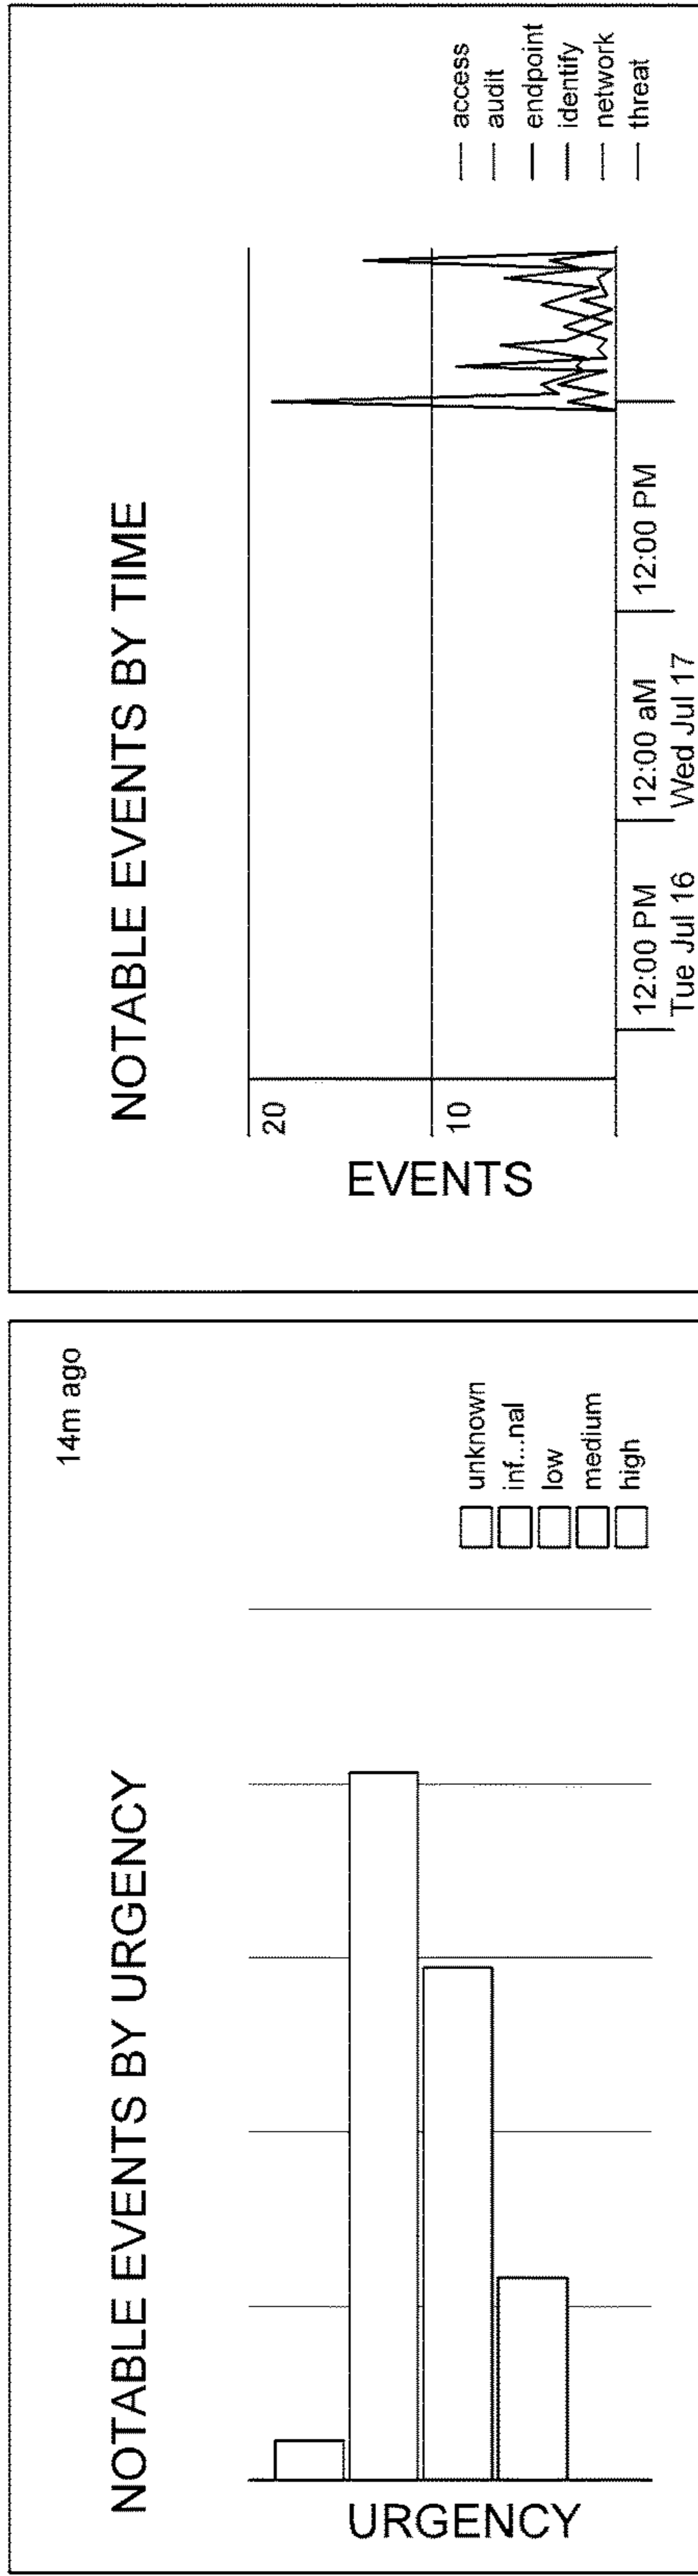 NOTABLE EVENTS BY URGENCY
14m ago
URGENCY
unknown
inf...nal
low
medium
high
NOTABLE EVENTS BY TIME
EVENTS
20
10
12:00 PM
Tue Jul 16
12:00 aM
Wed Jul 17
12:00 PM
access
audit
endpoint
identify
network
threat